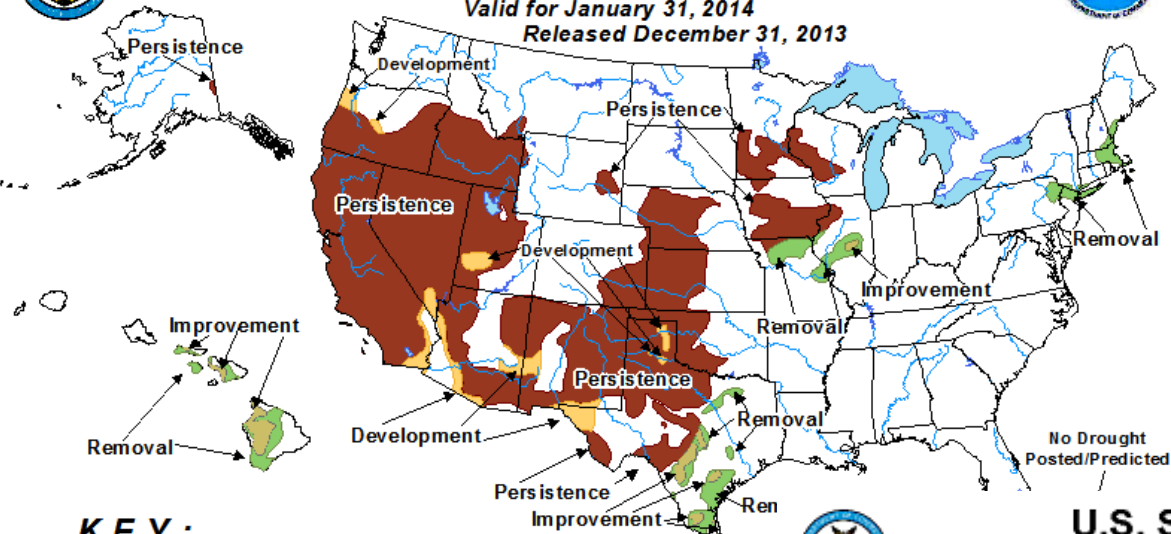 Valid for January 31, 2014
Released December 31, 2013
Persistence
Development
Persistence
Persistence
Development
Removal
Improvement
Improvement
Removal
Persistence
Removal
Development
Removal
No Drought
Posted/Predicted
Persistence
Ren
Improvement
KEY:
U.S. S